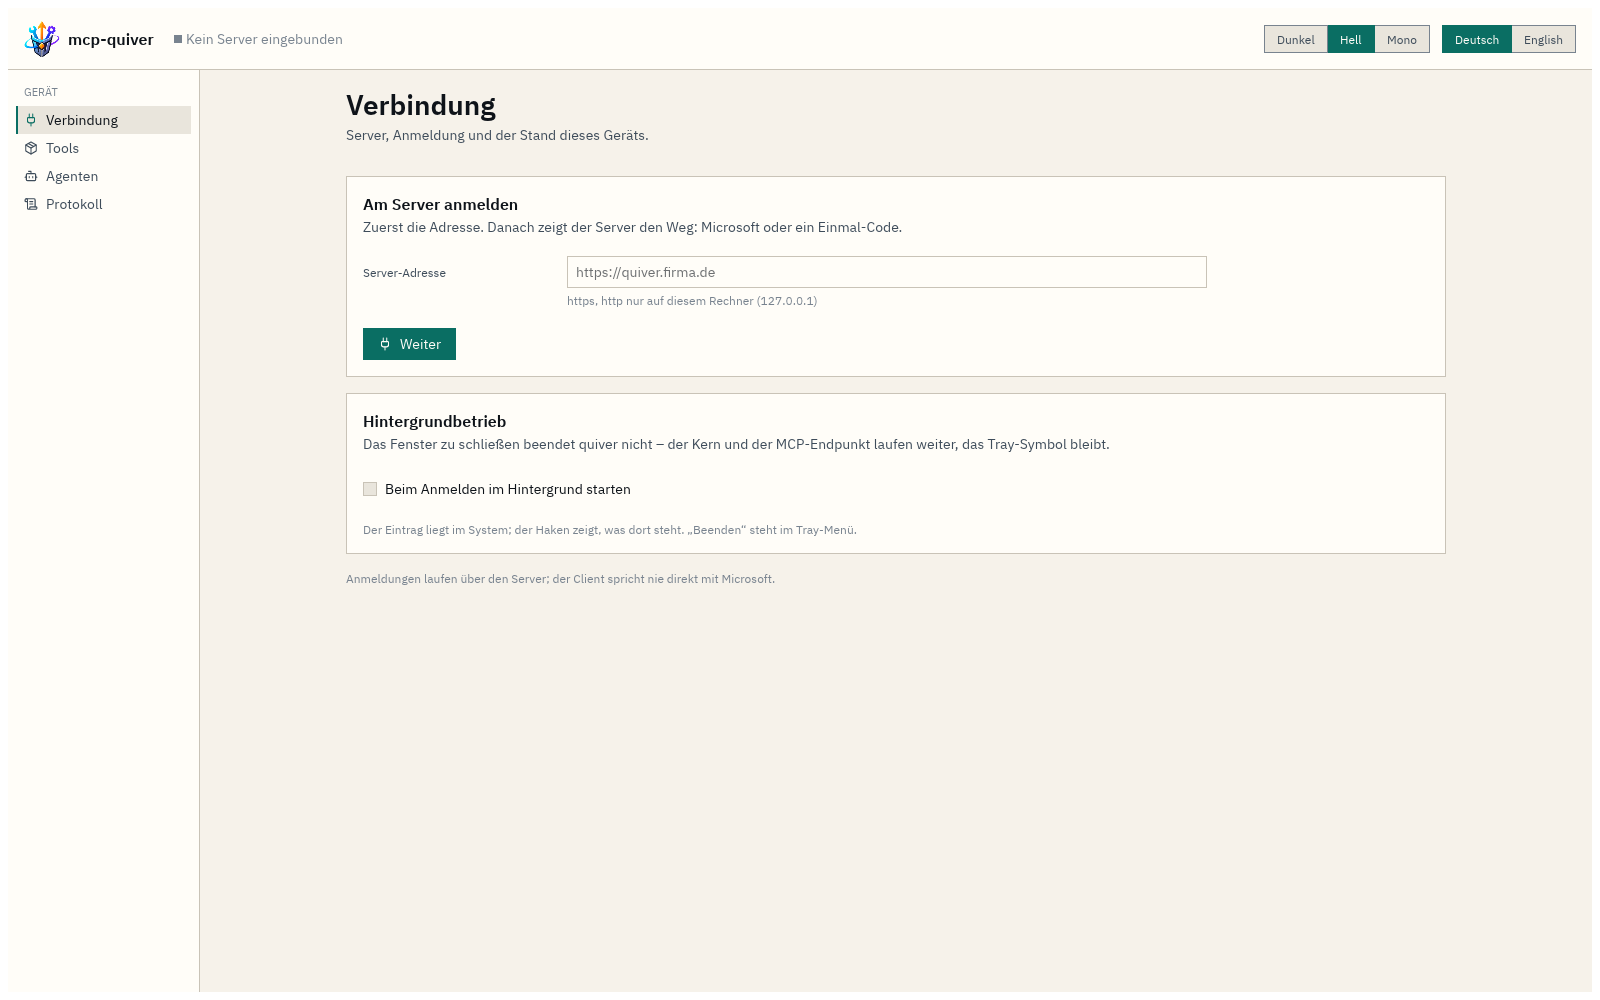 mcp-quiver
Kein Server eingebunden
Dunkel Hell Mono
Deutsch English
GERÄT
Verbindung
Tools
Agenten
Protokoll
Verbindung
Server, Anmeldung und der Stand dieses Geräts.
Am Server anmelden
Zuerst die Adresse. Danach zeigt der Server den Weg: Microsoft oder ein Einmal-Code.
Server-Adresse
https://quiver.firma.de
https, http nur auf diesem Rechner (127.0.0.1)
Weiter
Hintergrundbetrieb
Das Fenster zu schließen beendet quiver nicht – der Kern und der MCP-Endpunkt laufen weiter, das Tray-Symbol bleibt.
Beim Anmelden im Hintergrund starten
Der Eintrag liegt im System; der Haken zeigt, was dort steht. „Beenden“ steht im Tray-Menü.
Anmeldungen laufen über den Server; der Client spricht nie direkt mit Microsoft.